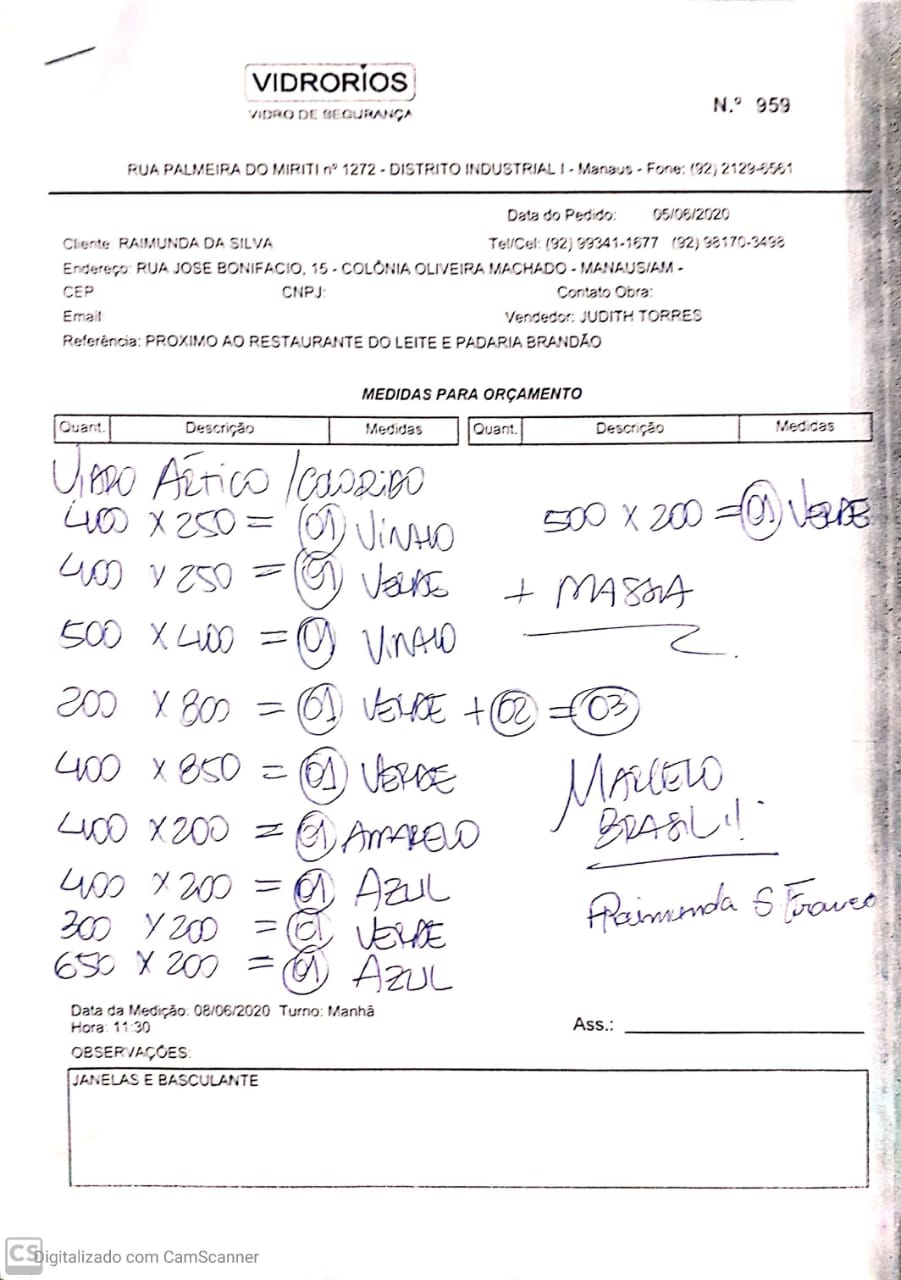 VIDRORIOS
VIDRO DE SEGURANÇA
N.º 959
RUA PALMEIRA DO MIRITI nº 1272 - DISTRITO INDUSTRIAL I - Manaus - Fone: (92) 2129-6561
Data do Pedido: 05/06/2020
Cliente: RAIMUNDA DA SILVA Tel/Cel: (92) 99341-1677 (92) 98170-3498
Endereço: RUA JOSE BONIFACIO, 15 - COLÔNIA OLIVEIRA MACHADO - MANAUS/AM -
CEP CNPJ: Contato Obra:
Email Vendedor: JUDITH TORRES
Referência: PROXIMO AO RESTAURANTE DO LEITE E PADARIA BRANDÃO
MEDIDAS PARA ORÇAMENTO
Quant. Descrição Medidas Quant. Descrição Medidas
VIDRO ÁRTICO / COLORIDO
400 X 250 = 01 VINHO
400 X 250 = 01 VERDE
500 X 400 = 01 VINHO
200 X 800 = 01 VERDE + 02 = 03
400 X 850 = 01 VERDE
400 X 200 = 01 AMARELO
400 X 200 = 01 AZUL
300 X 200 = 01 VERDE
650 X 200 = 01 AZUL
500 X 200 = 01 VERDE
+ MASSA
MARCELO
BRASIL!!
Raimunda S Franco
Data da Medição: 08/06/2020 Turno: Manhã
Hora: 11:30
Ass.:
OBSERVAÇÕES:
JANELAS E BASCULANTE
CS Digitalizado com CamScanner